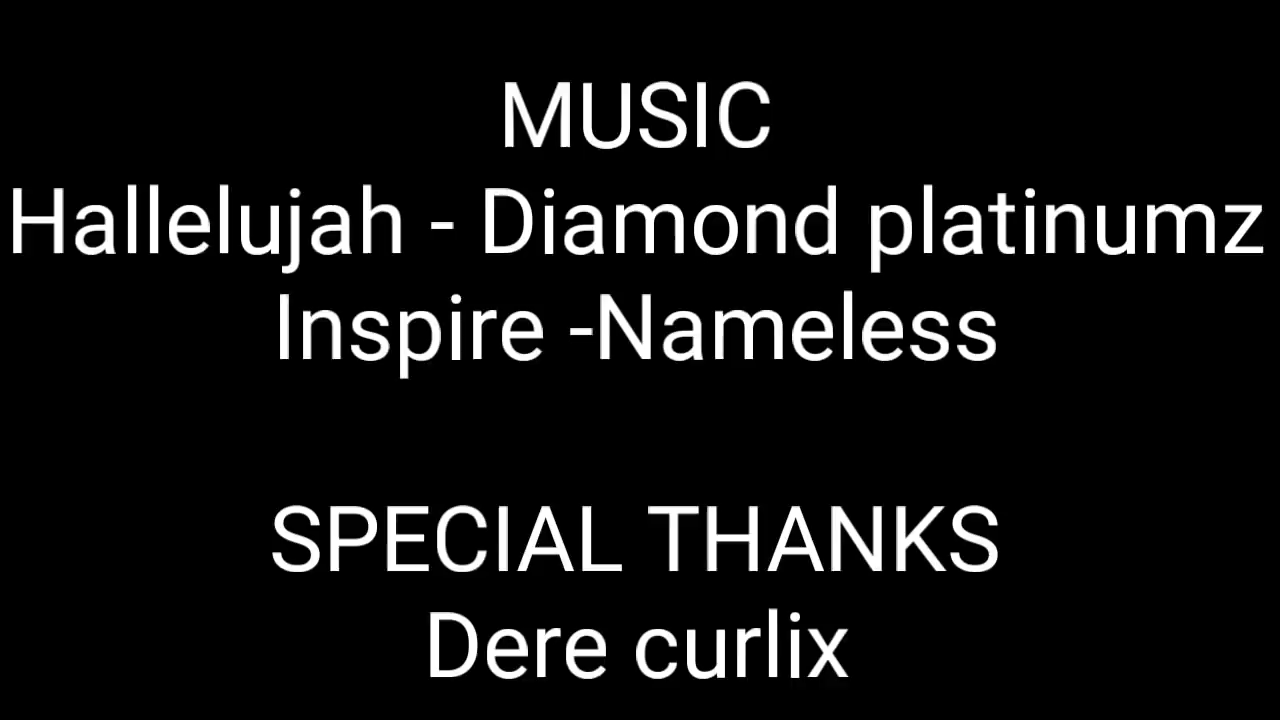 MUSIC
Hallelujah - Diamond platinumz
Inspire -Nameless
SPECIAL THANKS
Dere curlix